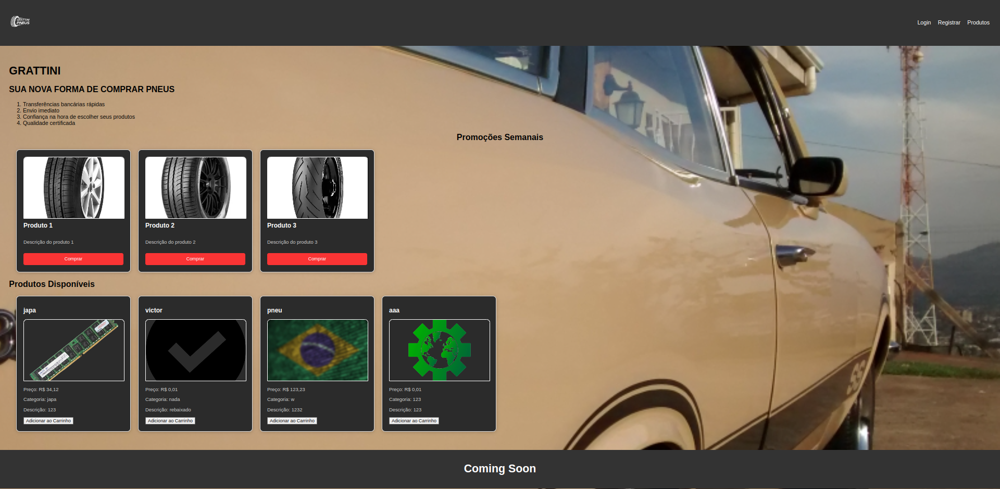 GRATTINI
PNEUS
Login Registrar Produtos
GRATTINI
SUA NOVA FORMA DE COMPRAR PNEUS
1. Transferências bancárias rápidas
2. Envio imediato
3. Confiança na hora de escolher seus produtos
4. Qualidade certificada
Promoções Semanais
Produto 1
Descrição do produto 1
Comprar
Produto 2
Descrição do produto 2
Comprar
Produto 3
Descrição do produto 3
Comprar
Produtos Disponíveis
japa
Preço: R$ 34,12
Categoria: japa
Descrição: 123
Adicionar ao Carrinho
victor
Preço: R$ 0,01
Categoria: nada
Descrição: rebaixado
Adicionar ao Carrinho
pneu
Preço: R$ 123,23
Categoria: w
Descrição: 1232
Adicionar ao Carrinho
aaa
Preço: R$ 0,01
Categoria: 123
Descrição: 123
Adicionar ao Carrinho
SS
Coming Soon